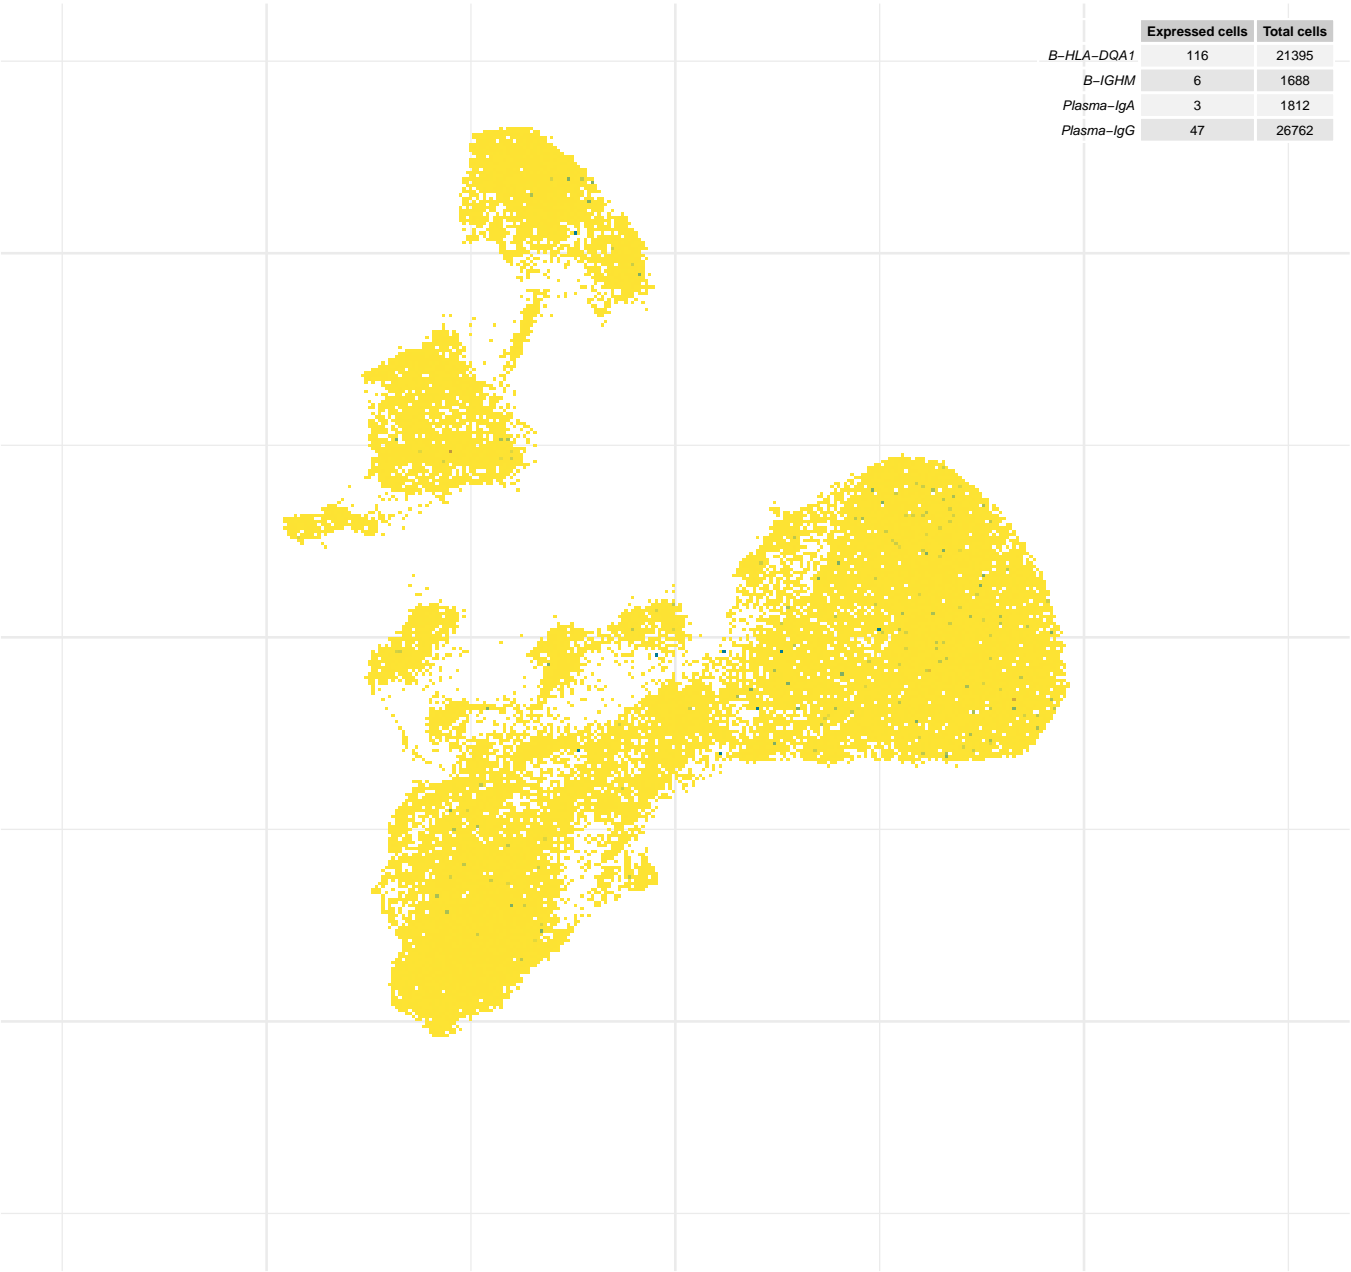 Expressed cells Total cells
B−HLA−DQA1 116 21395
B−IGHM 6 1688
Plasma−IgA 3 1812
Plasma−IgG 47 26762